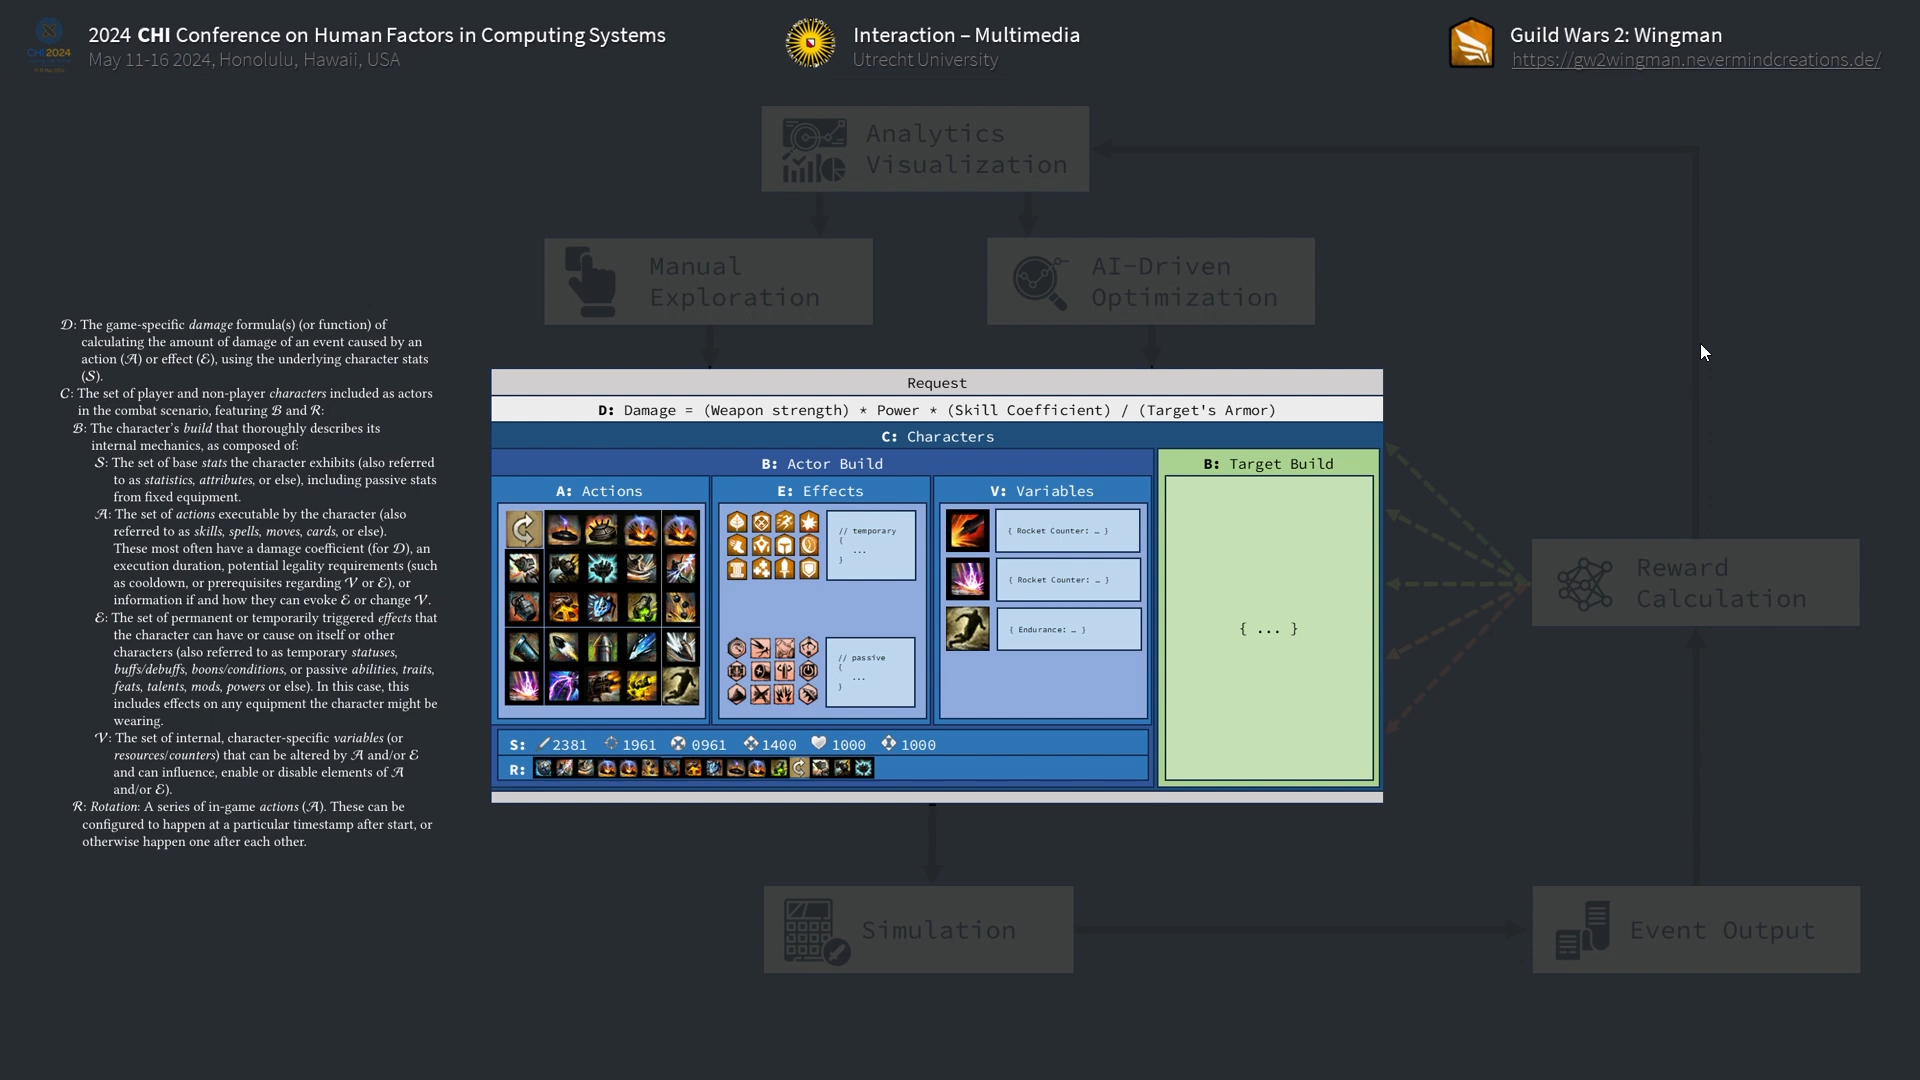 2024 CHI Conference on Human Factors in Computing Systems
May 11-16 2024, Honolulu, Hawaii, USA
CHI 2024
Interaction – Multimedia
Utrecht University
Guild Wars 2: Wingman
https://gw2wingman.nevermindcreations.de/
Analytics
Visualization
Manual
Exploration
AI-Driven
Optimization
𝒟: The game-specific damage formula(s) (or function) of
calculating the amount of damage of an event caused by an
action (𝒜) or effect (ℰ), using the underlying character stats
(𝒮).
𝒞: The set of player and non-player characters included as actors
in the combat scenario, featuring ℬ and ℛ:
ℬ: The character's build that thoroughly describes its
internal mechanics, as composed of:
𝒮: The set of base stats the character exhibits (also referred
to as statistics, attributes, or else), including passive stats
from fixed equipment.
𝒜: The set of actions executable by the character (also
referred to as skills, spells, moves, cards, or else).
These most often have a damage coefficient (for 𝒟), an
execution duration, potential legality requirements (such
as cooldown, or prerequisites regarding 𝒱 or ℰ), or
information if and how they can evoke ℰ or change 𝒱.
ℰ: The set of permanent or temporarily triggered effects that
the character can have or cause on itself or other
characters (also referred to as temporary statuses,
buffs/debuffs, boons/conditions, or passive abilities, traits,
feats, talents, mods, powers or else). In this case, this
includes effects on any equipment the character might be
wearing.
𝒱: The set of internal, character-specific variables (or
resources/counters) that can be altered by 𝒜 and/or ℰ
and can influence, enable or disable elements of 𝒜
and/or ℰ).
ℛ: Rotation: A series of in-game actions (𝒜). These can be
configured to happen at a particular timestamp after start, or
otherwise happen one after each other.
Request
D: Damage = (Weapon strength) * Power * (Skill Coefficient) / (Target's Armor)
C: Characters
B: Actor Build
B: Target Build
A: Actions
E: Effects
V: Variables
// temporary
{
...
}
// passive
{
...
}
{ Rocket Counter: … }
{ Rocket Counter: … }
{ Endurance: … }
{ ... }
S: 2381 1961 0961 1400 1000 1000
R:
Reward
Calculation
Simulation
Event Output